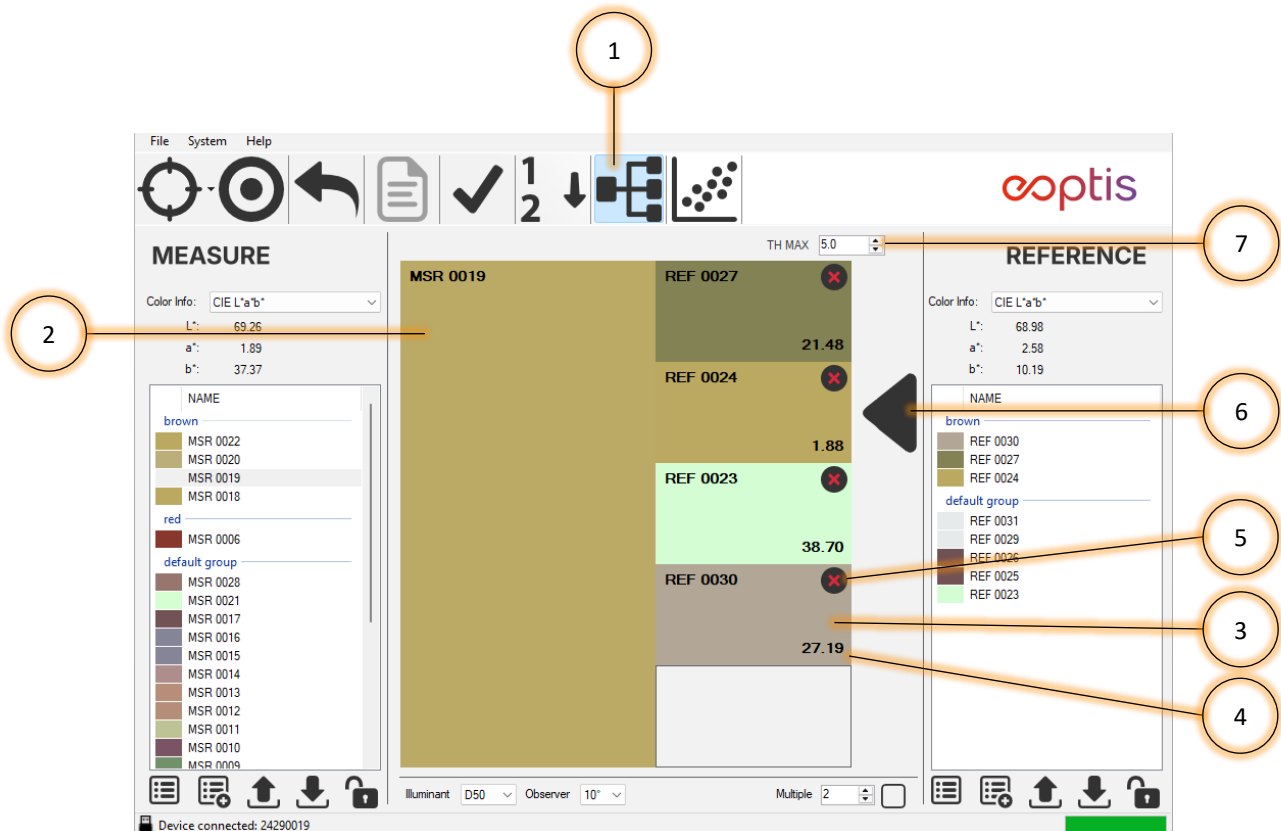 1
File System Help
1
2
eoptis
MEASURE
Color Info: CIE L*a*b*
L*: 69.26
a*: 1.89
b*: 37.37
NAME
brown
MSR 0022
MSR 0020
MSR 0019
MSR 0018
red
MSR 0006
default group
MSR 0028
MSR 0021
MSR 0017
MSR 0016
MSR 0015
MSR 0014
MSR 0013
MSR 0012
MSR 0011
MSR 0010
MSR 0009
2
TH MAX 5.0
MSR 0019
REF 0027
21.48
REF 0024
1.88
REF 0023
38.70
REF 0030
27.19
Illuminant D50 Observer 10° Multiple 2
REFERENCE
Color Info: CIE L*a*b*
L*: 68.98
a*: 2.58
b*: 10.19
NAME
brown
REF 0030
REF 0027
REF 0024
default group
REF 0031
REF 0029
REF 0026
REF 0025
REF 0023
7
6
5
3
4
Device connected: 24290019